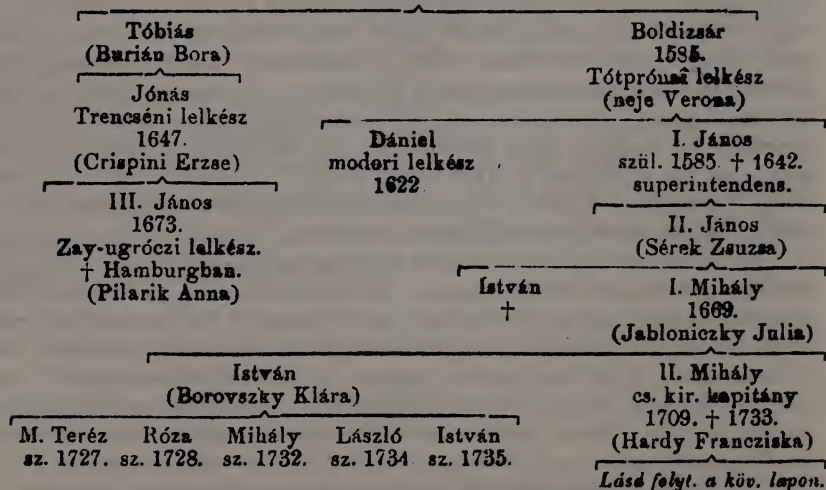 Tóbiás
(Burián Bora)
Boldizsár
1585.
Tótprónai lelkész
(neje Verona)
Jónás
Trencséni lelkész
1647.
(Crispini Erzse)
Dániel
modori lelkész
1622
I. János
szül. 1585 † 1642.
superintendens.
III. János
1673.
Zay-ugróczi lelkész.
† Hamburgban.
(Pilarik Anna)
II. János
(Sérek Zsuzsa)
István
†
I. Mihály
1669.
(Jabloniczky Julia)
István
(Borovszky Klára)
II. Mihály
cs. kir. kapitány
1709. † 1733.
(Hardy Francziska)
M. Teréz Róza Mihály László István
sz. 1727. sz. 1728. sz. 1732. sz. 1734 sz. 1735.
Lásd folyt. a köv. lapon.